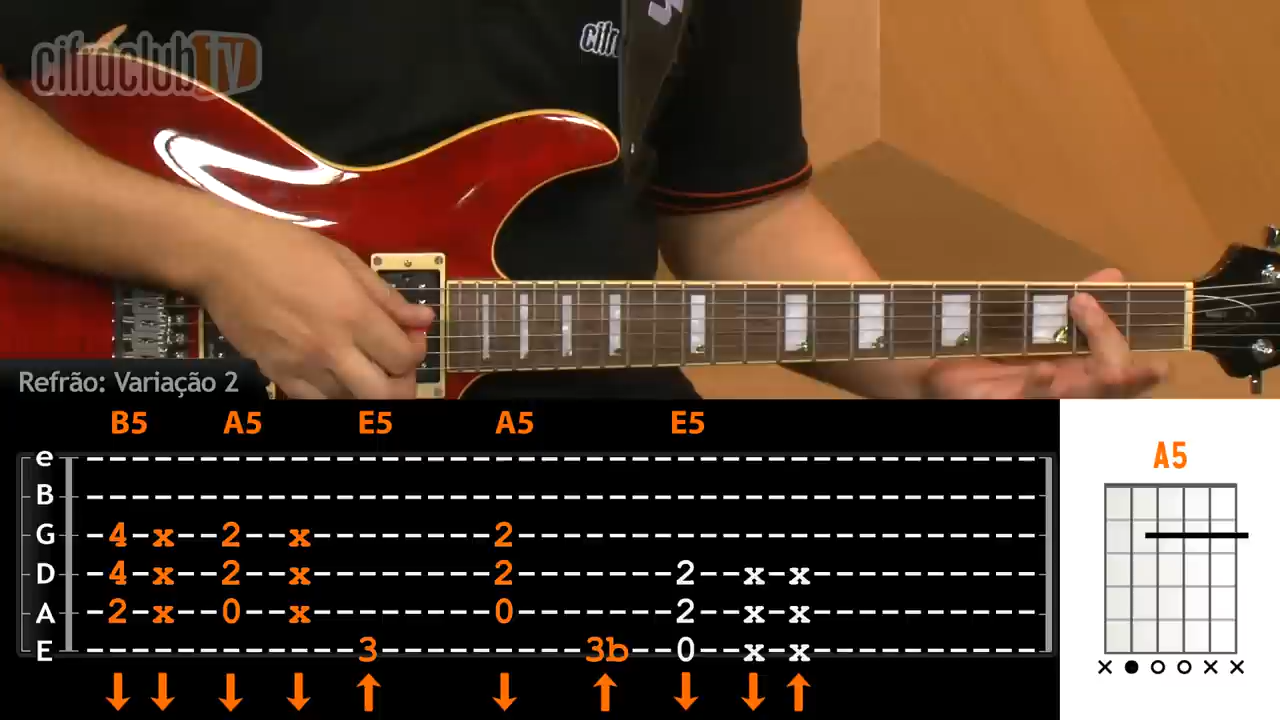 cifraclub tv
cifr
Refrão: Variação 2
B5 A5 E5 A5 E5
A5
e
B
G 4 x 2 x 2
D 4 x 2 x 2 2 x x
A 2 x 0 x 0 2 x x
E 3 3b 0 x x
x ● ○ ○ x x